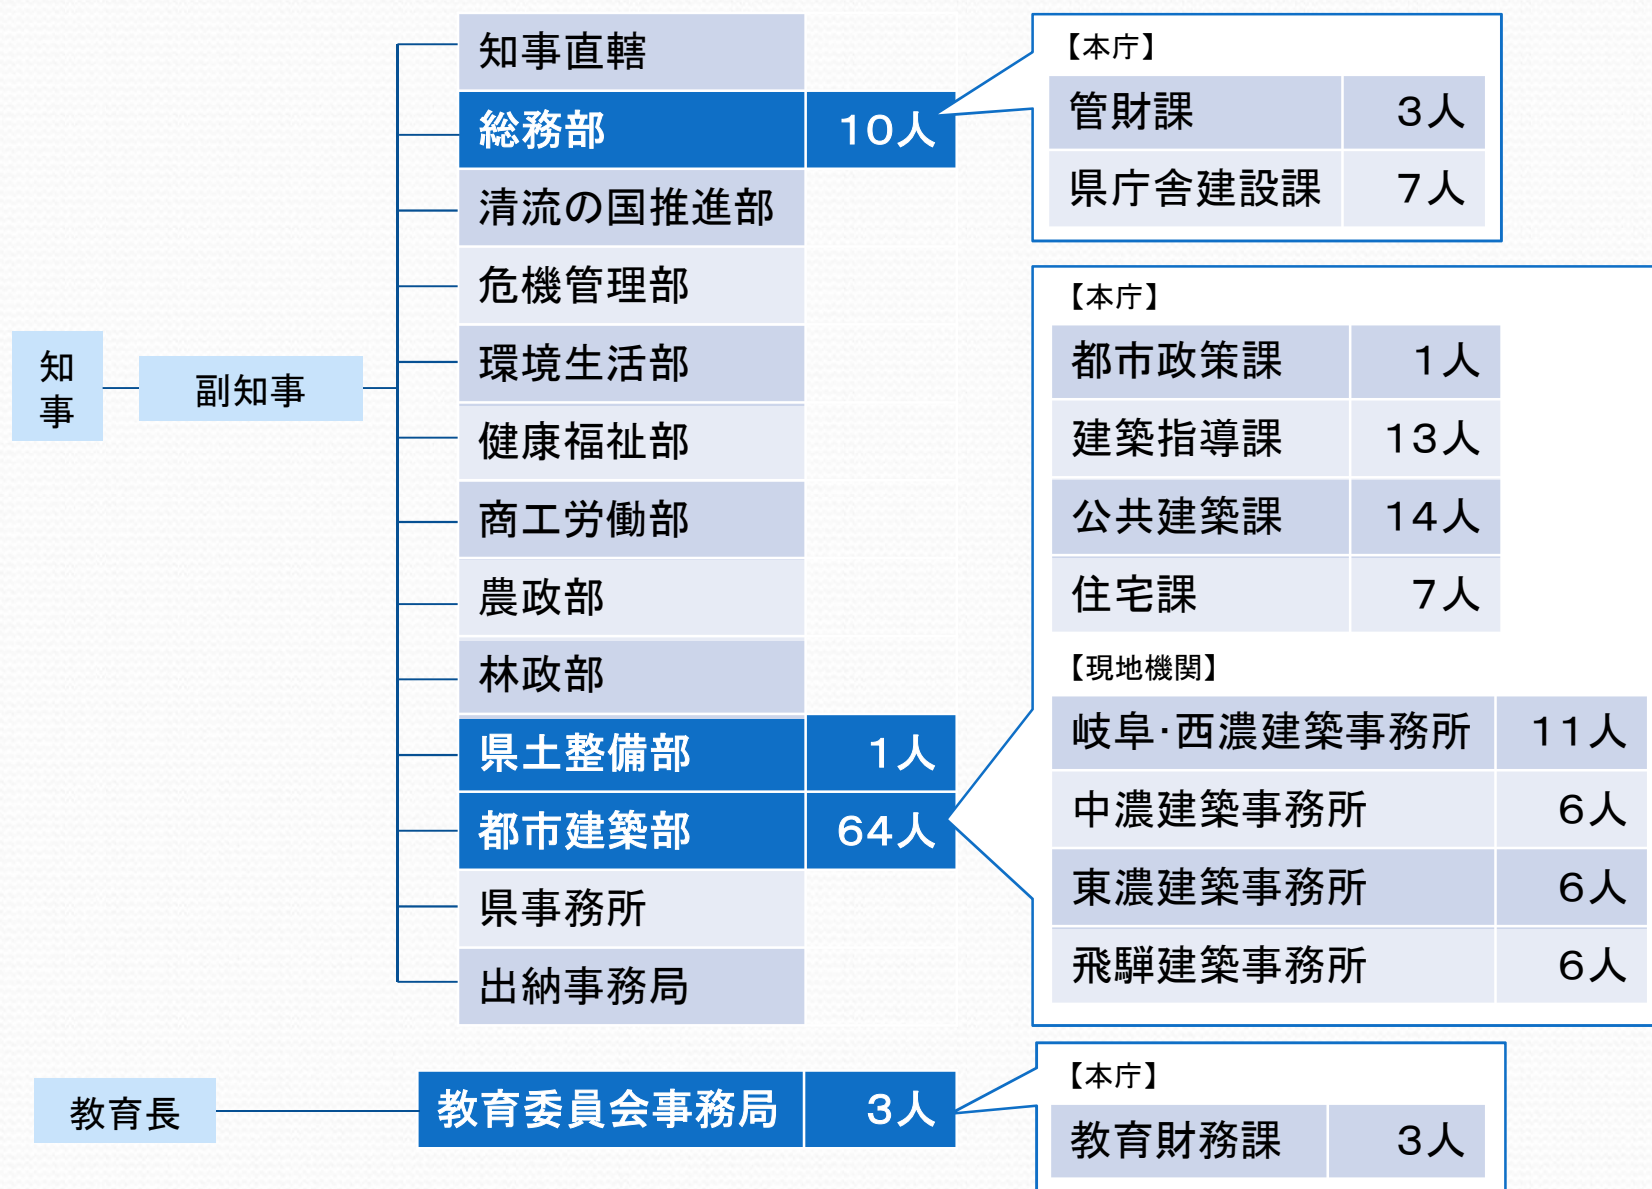 知事
副知事
知事直轄
総務部 10人
清流の国推進部
危機管理部
環境生活部
健康福祉部
商工労働部
農政部
林政部
県土整備部 1人
都市建築部 64人
県事務所
出納事務局
【本庁】
管財課 3人
県庁舎建設課 7人
【本庁】
都市政策課 1人
建築指導課 13人
公共建築課 14人
住宅課 7人
【現地機関】
岐阜・西濃建築事務所 11人
中濃建築事務所 6人
東濃建築事務所 6人
飛騨建築事務所 6人
教育長
教育委員会事務局 3人
【本庁】
教育財務課 3人